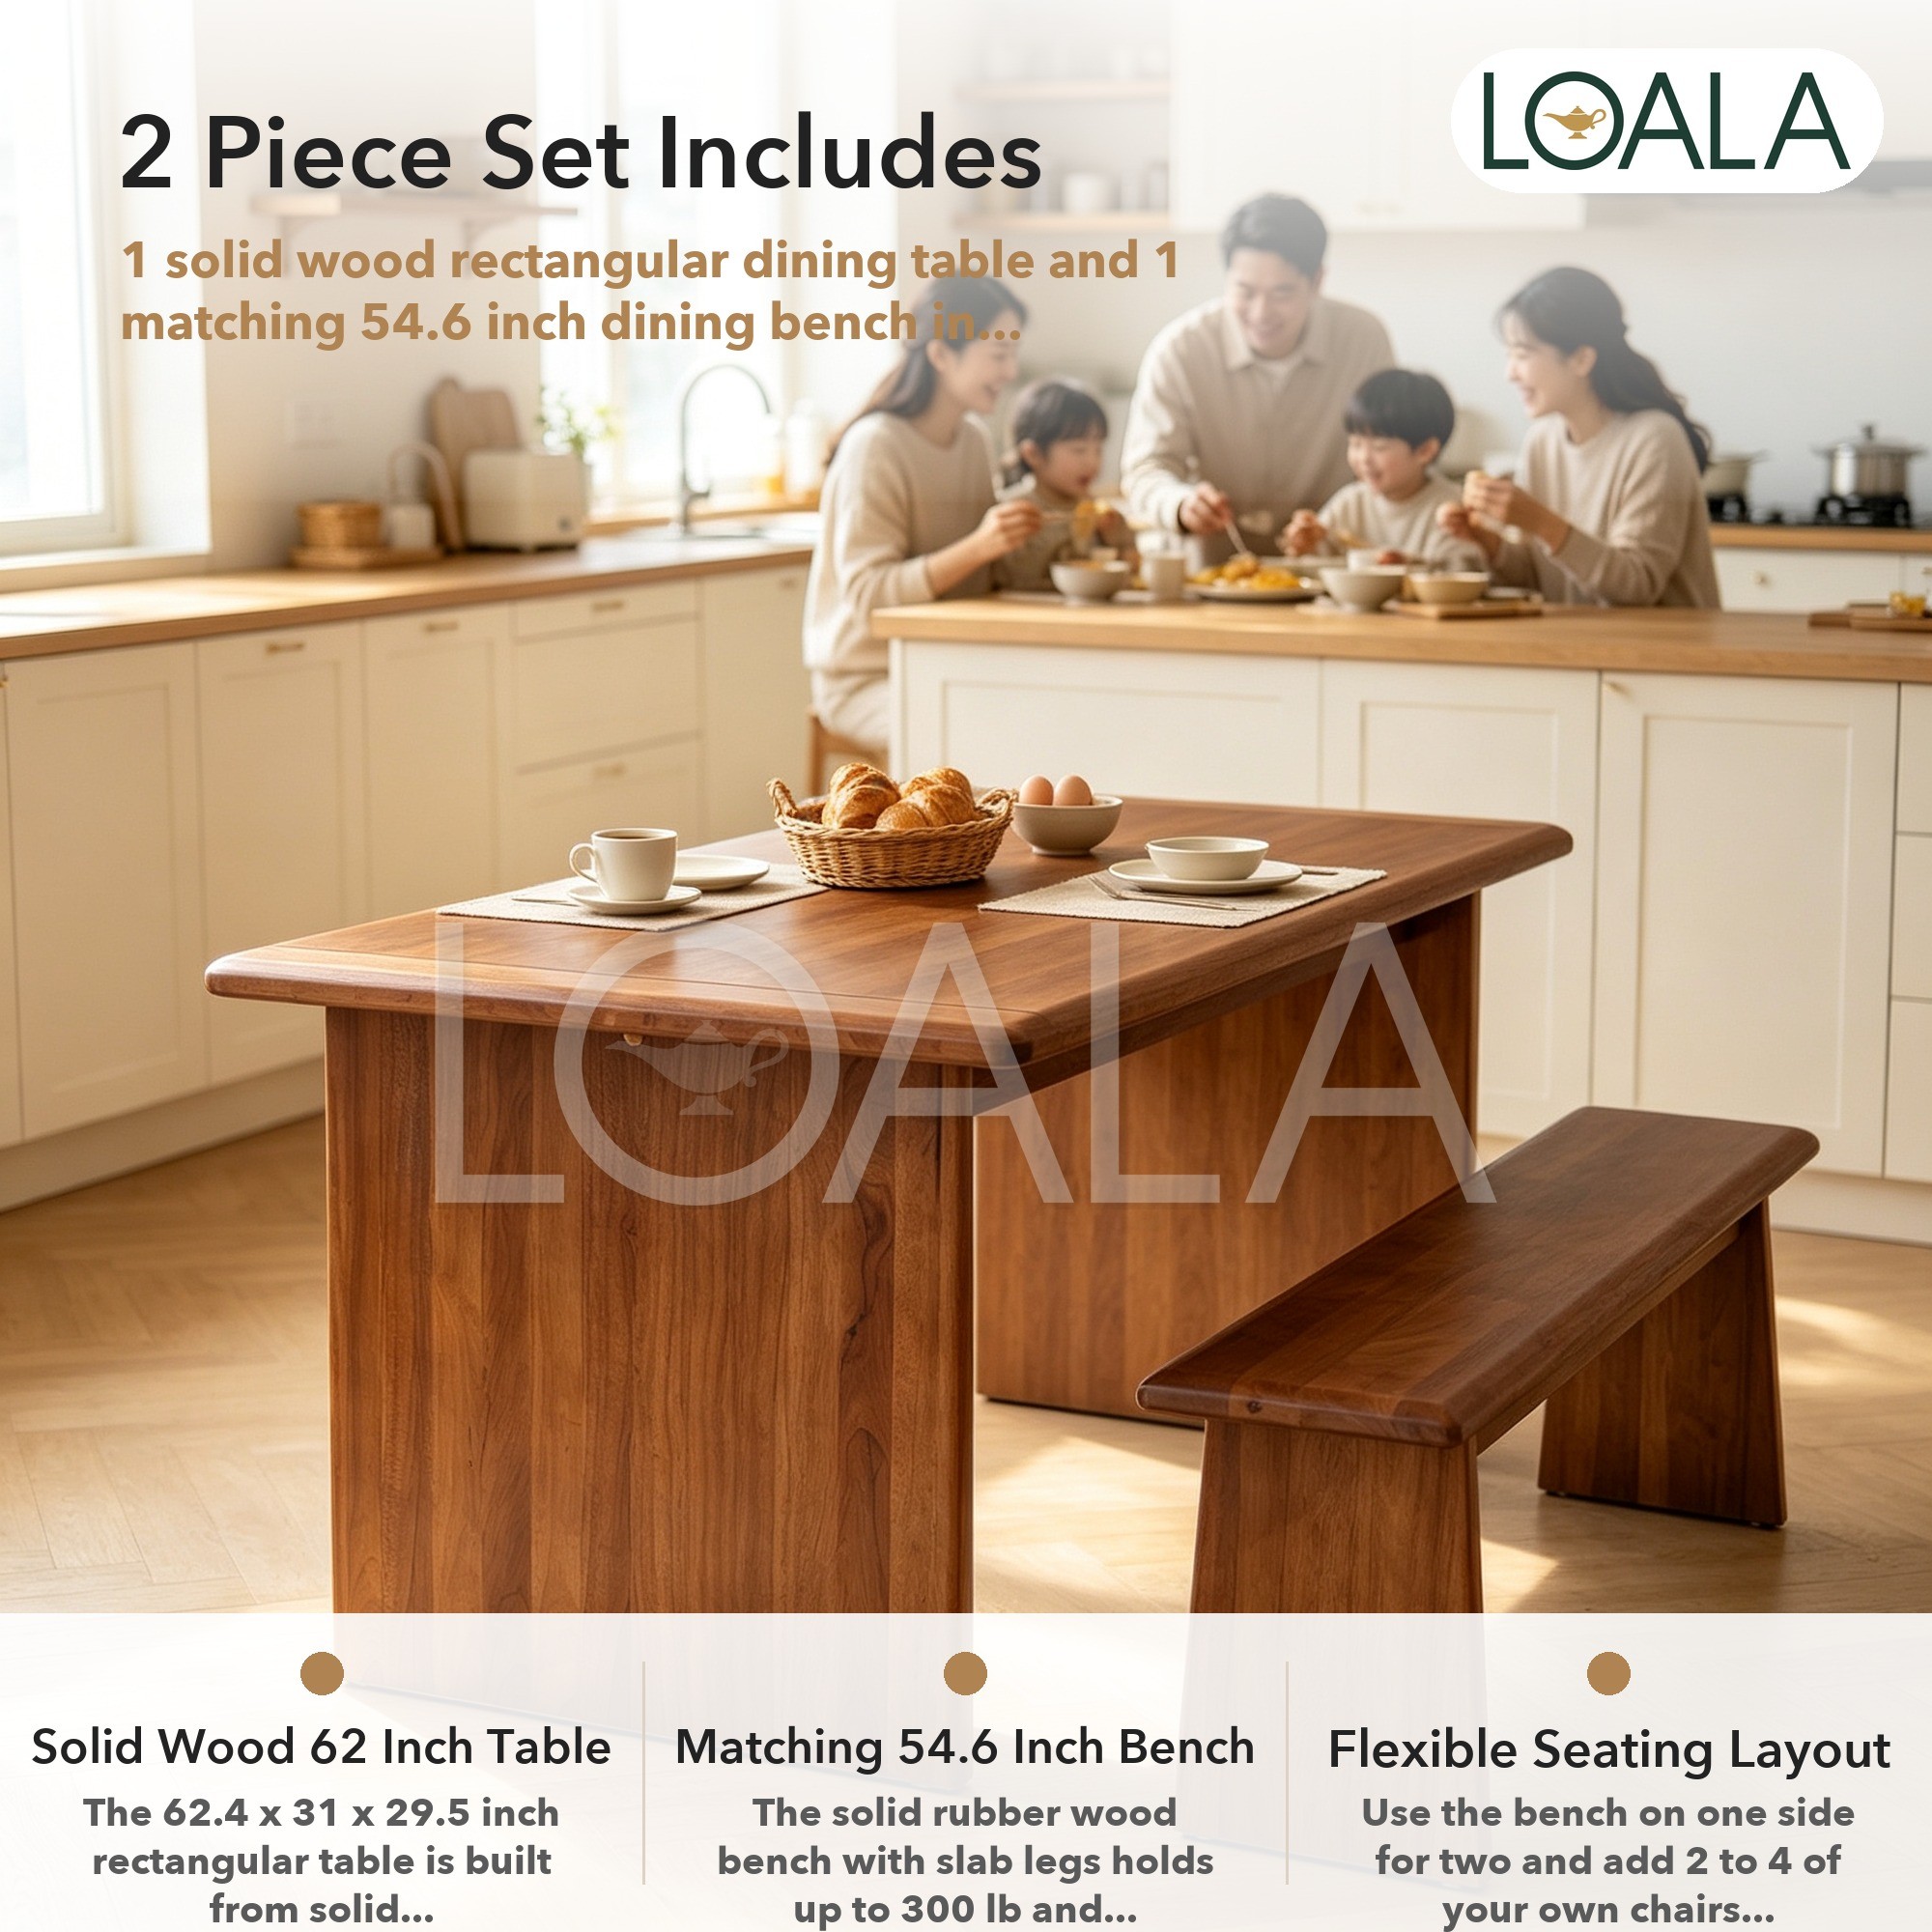 LOALA
2 Piece Set Includes
1 solid wood rectangular dining table and 1
matching 54.6 inch dining bench in...
LOALA
Solid Wood 62 Inch Table
The 62.4 x 31 x 29.5 inch
rectangular table is built
from solid...
Matching 54.6 Inch Bench
The solid rubber wood
bench with slab legs holds
up to 300 lb and...
Flexible Seating Layout
Use the bench on one side
for two and add 2 to 4 of
your own chairs...